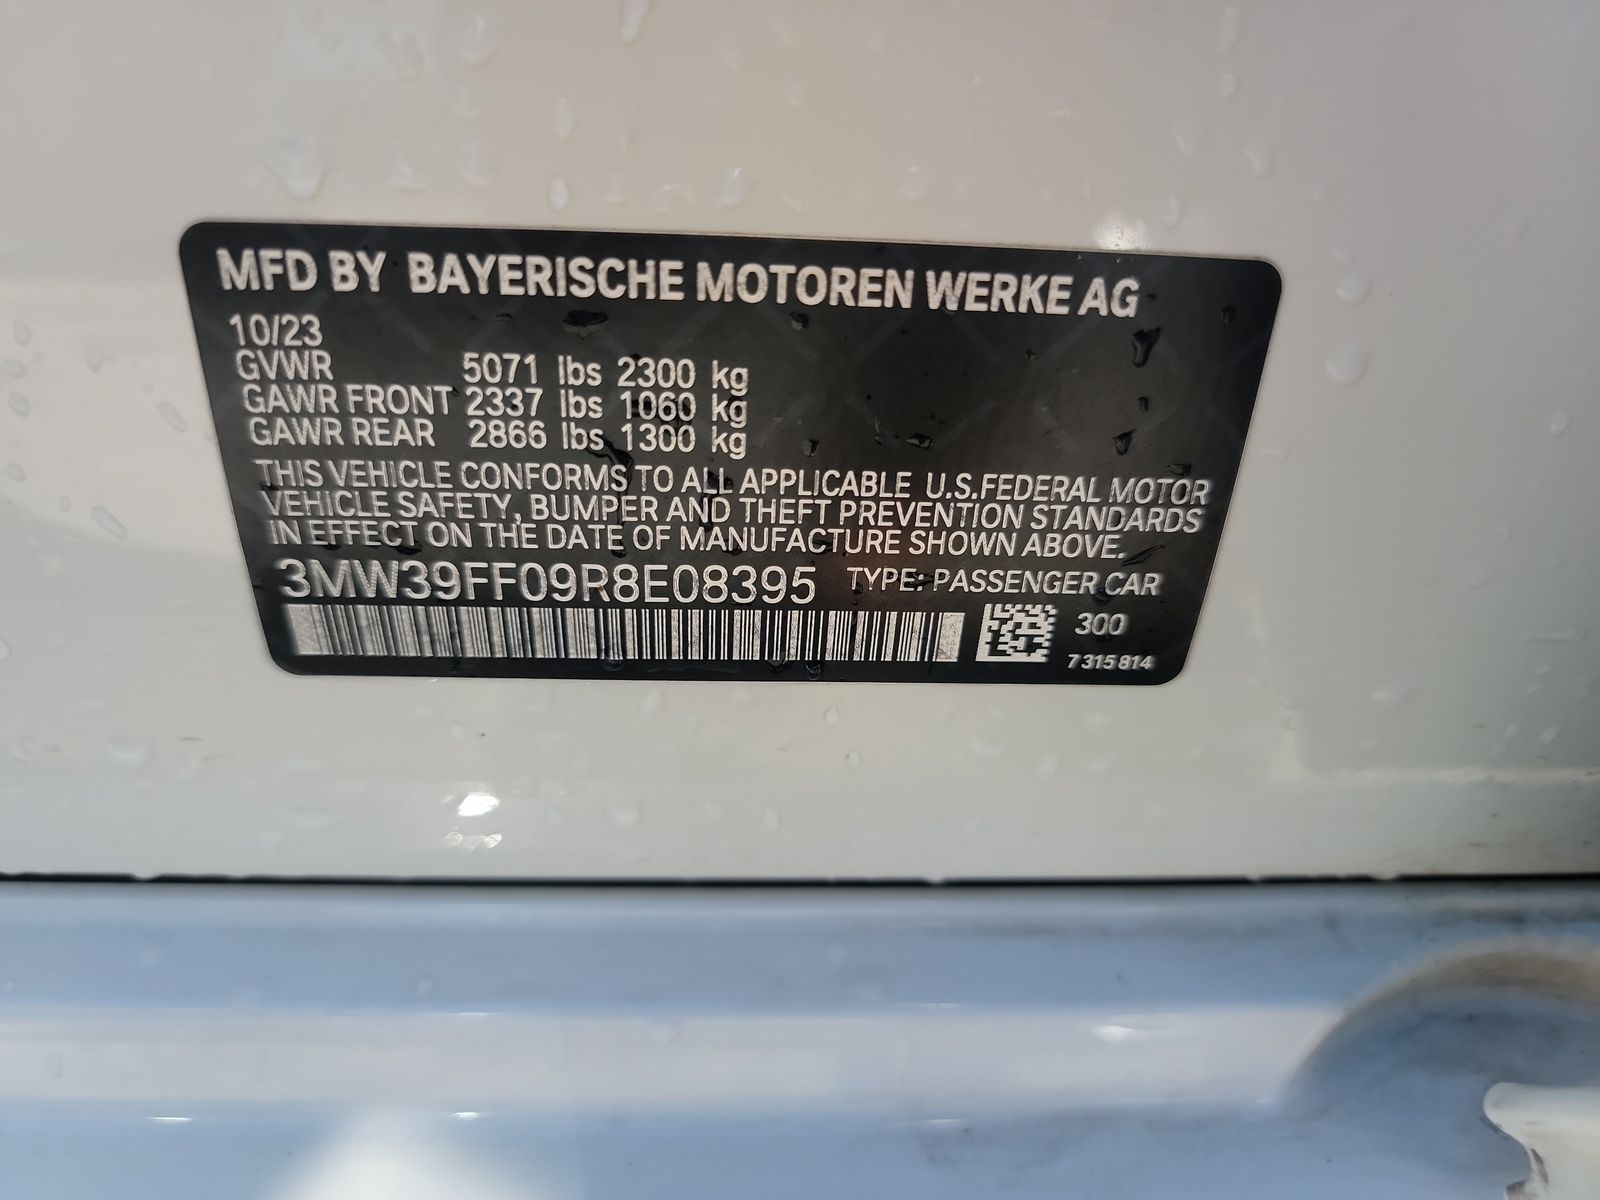 MFD BY BAYERISCHE MOTOREN WERKE AG
10/23
GVWR 5071 lbs 2300 kg
GAWR FRONT 2337 lbs 1060 kg
GAWR REAR 2866 lbs 1300 kg
THIS VEHICLE CONFORMS TO ALL APPLICABLE U.S.FEDERAL MOTOR
VEHICLE SAFETY, BUMPER AND THEFT PREVENTION STANDARDS
IN EFFECT ON THE DATE OF MANUFACTURE SHOWN ABOVE.
3MW39FF09R8E08395 TYPE: PASSENGER CAR
300
7 315 814